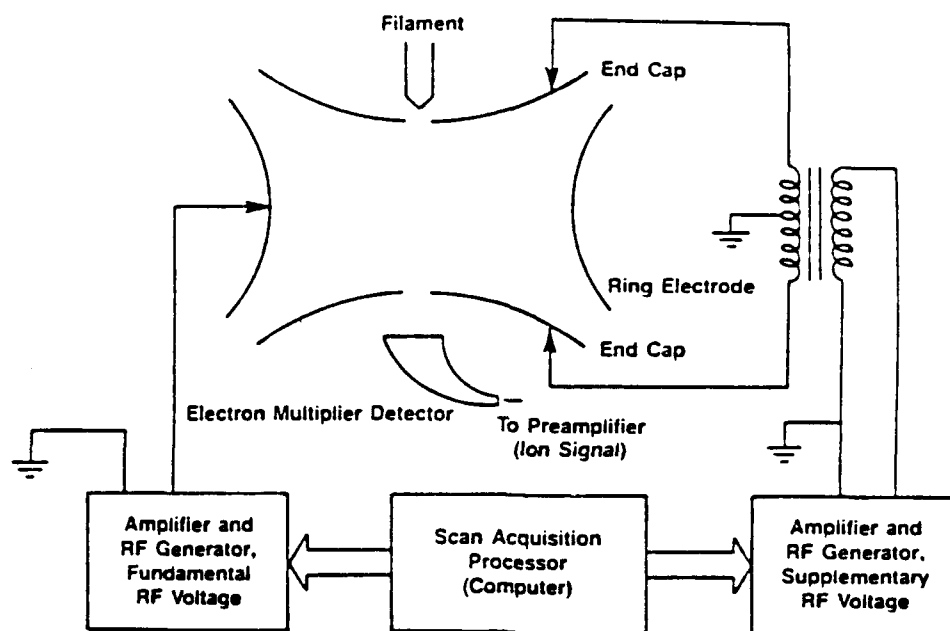 Filament
End Cap
Ring Electrode
End Cap
Electron Multiplier Detector
To Preamplifier
(Ion Signal)
Amplifier and
RF Generator,
Fundamental
RF Voltage
Scan Acquisition
Processor
(Computer)
Amplifier and
RF Generator,
Supplementary
RF Voltage